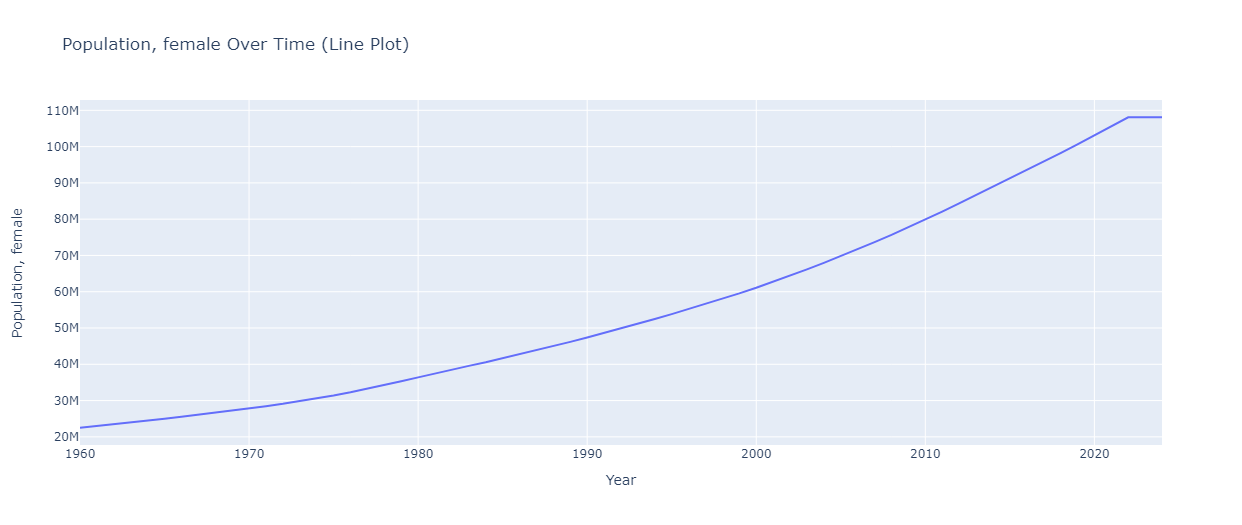 Population, female Over Time (Line Plot)
Population, female
110M
100M
90M
80M
70M
60M
50M
40M
30M
20M
1960 1970 1980 1990 2000 2010 2020
Year